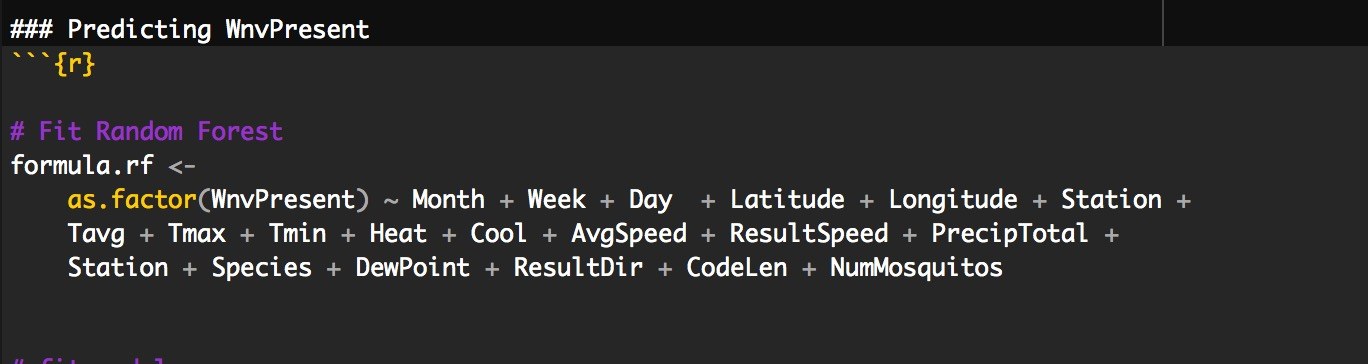 ### Predicting WnvPresent
```{r}
# Fit Random Forest
formula.rf <-
as.factor(WnvPresent) ~ Month + Week + Day  + Latitude + Longitude + Station +
Tavg + Tmax + Tmin + Heat + Cool + AvgSpeed + ResultSpeed + PrecipTotal +
Station + Species + DewPoint + ResultDir + CodeLen + NumMosquitos